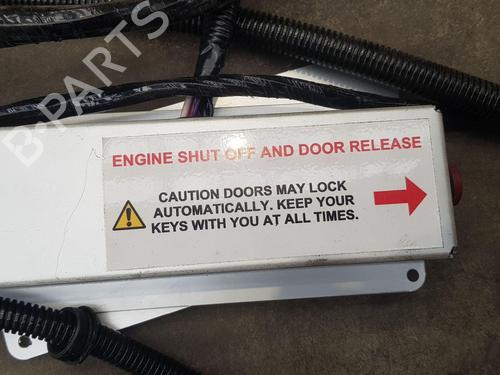 B-PARTS
ENGINE SHUT OFF AND DOOR RELEASE
CAUTION DOORS MAY LOCK
AUTOMATICALLY. KEEP YOUR
KEYS WITH YOU AT ALL TIMES.